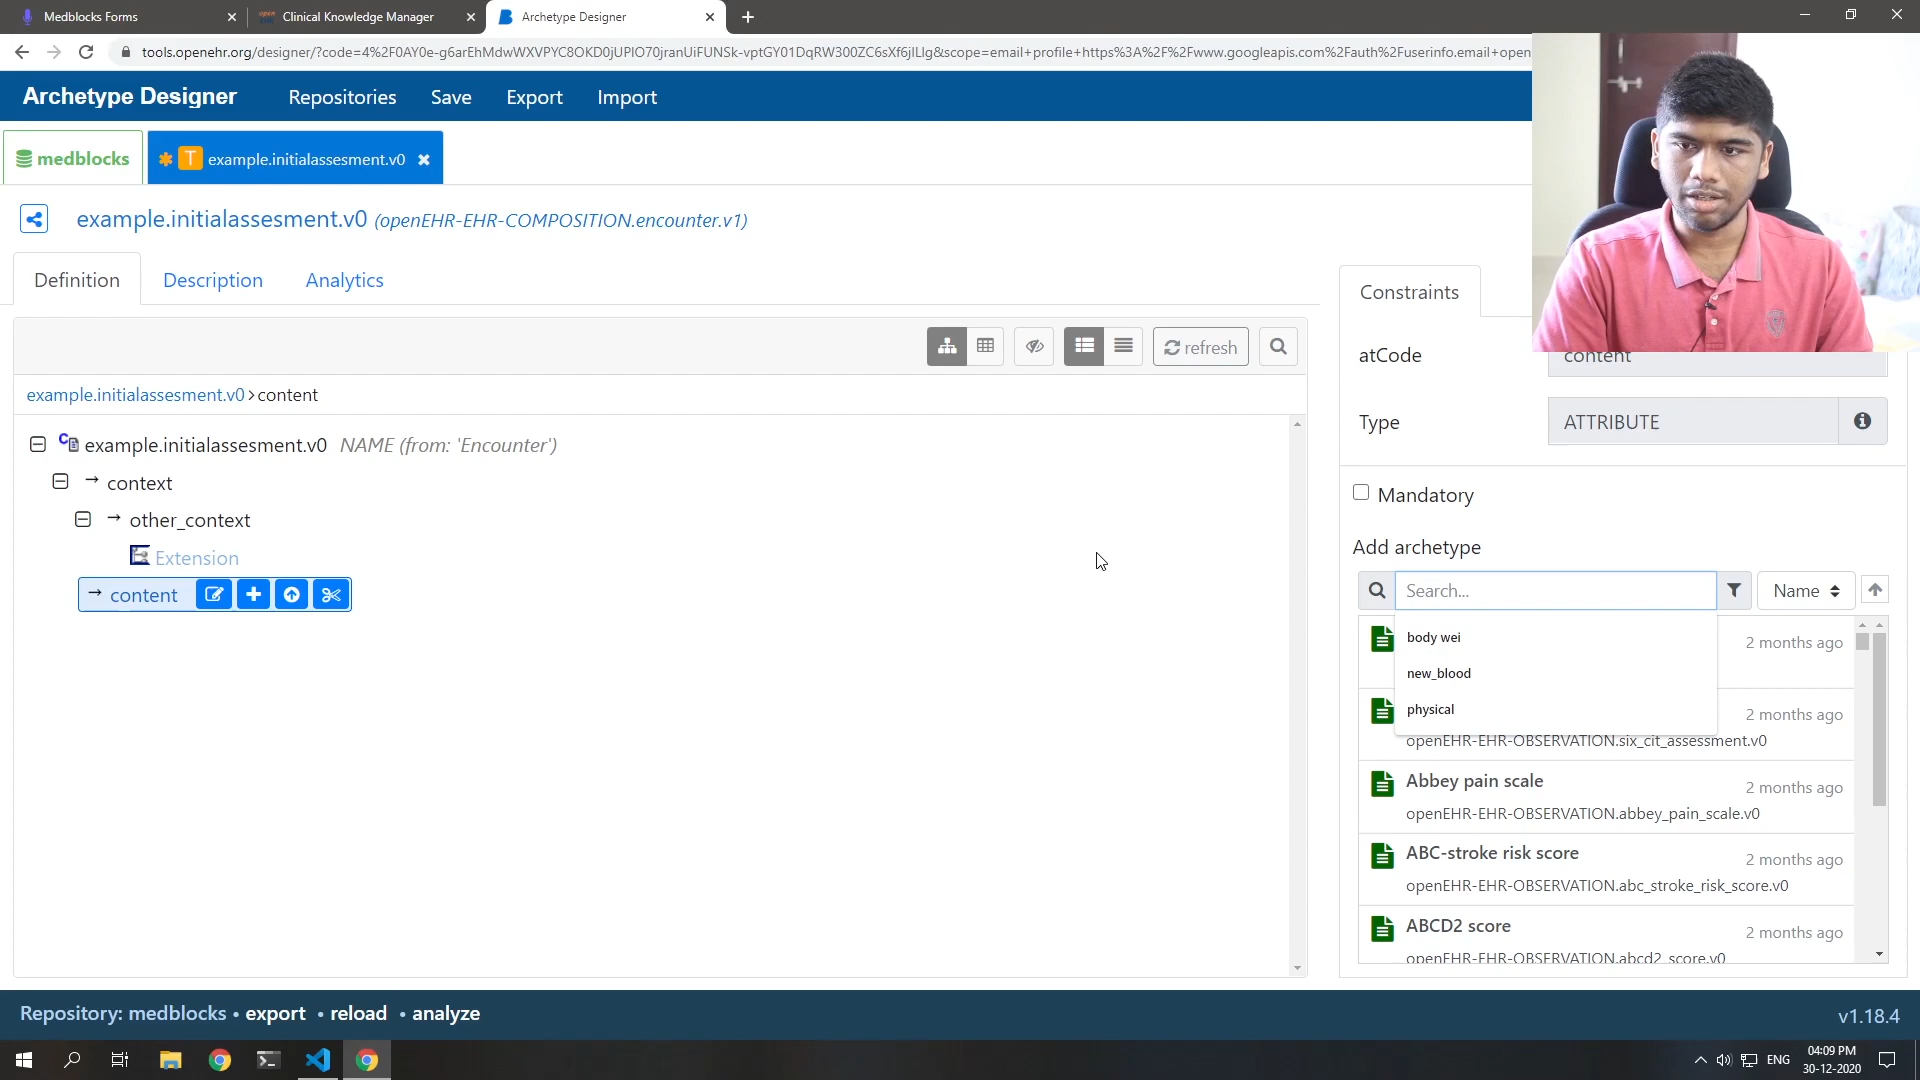 Medblocks Forms
Clinical Knowledge Manager
Archetype Designer
tools.openehr.org/designer/?code=4%2F0AY0e-g6arEhMdwWXVPYC8OKD0jUPlO70jranUiFUNSk-vptGY01DqRW300ZC6sXf6jILlg&scope=email+profile+https%3A%2F%2Fwww.googleapis.com%2Fauth%2Fuserinfo.email+open
Archetype Designer Repositories Save Export Import
medblocks
T example.initialassesment.v0
example.initialassesment.v0 (openEHR-EHR-COMPOSITION.encounter.v1)
Definition Description Analytics
refresh
example.initialassesment.v0 > content
example.initialassesment.v0 NAME (from: 'Encounter')
context
other_context
Extension
content
Constraints
atCode content
Type ATTRIBUTE
Mandatory
Add archetype
Search... Name
body wei
2 months ago
new_blood
physical
2 months ago
openEHR-EHR-OBSERVATION.six_cit_assessment.v0
Abbey pain scale
2 months ago
openEHR-EHR-OBSERVATION.abbey_pain_scale.v0
ABC-stroke risk score
2 months ago
openEHR-EHR-OBSERVATION.abc_stroke_risk_score.v0
ABCD2 score
2 months ago
openEHR-EHR-OBSERVATION.abcd2_score.v0
Repository: medblocks • export • reload • analyze
v1.18.4
ENG
04:09 PM
30-12-2020